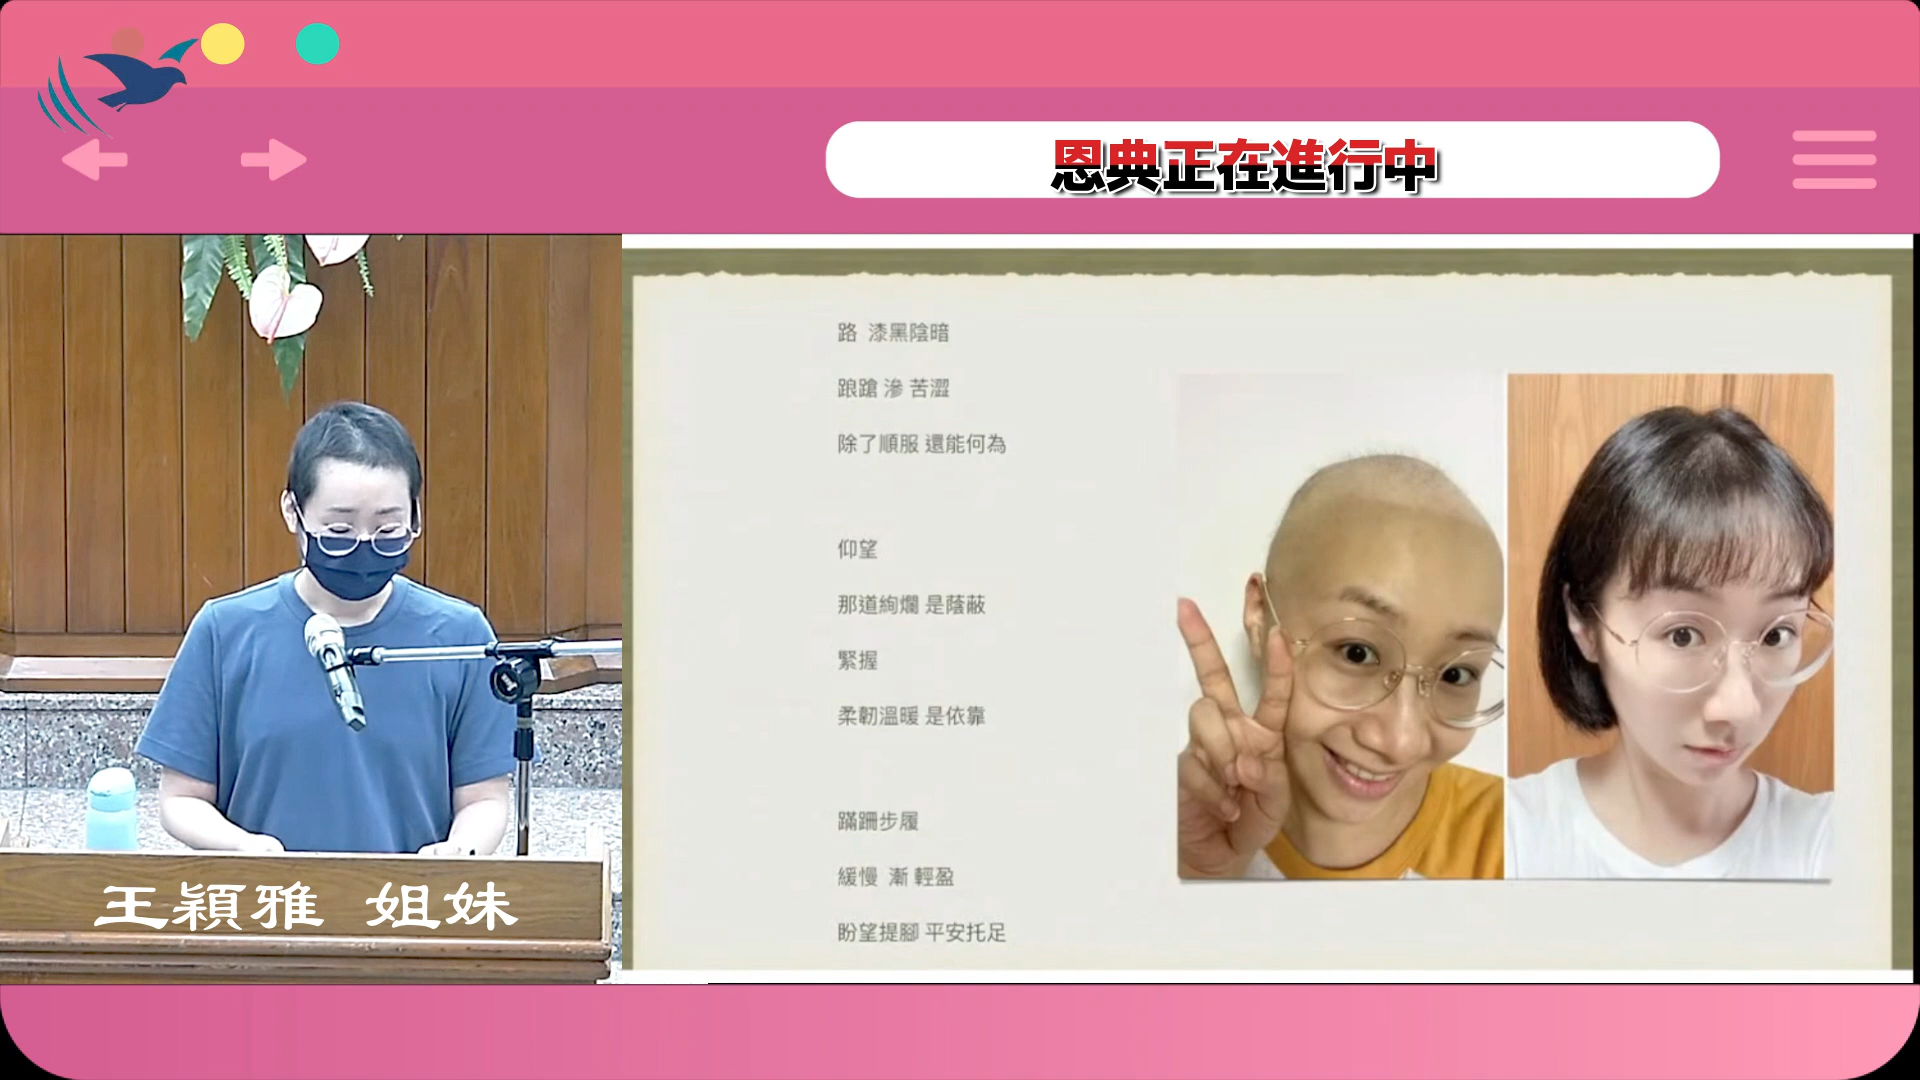 恩典正在進行中
路 漆黑陰暗
踉蹌 滲 苦澀
除了順服 還能何為
仰望
那道絢爛 是蔭蔽
緊握
柔韌溫暖 是依靠
蹣跚步履
緩慢 漸 輕盈
盼望提腳 平安托足
王穎雅 姐妹